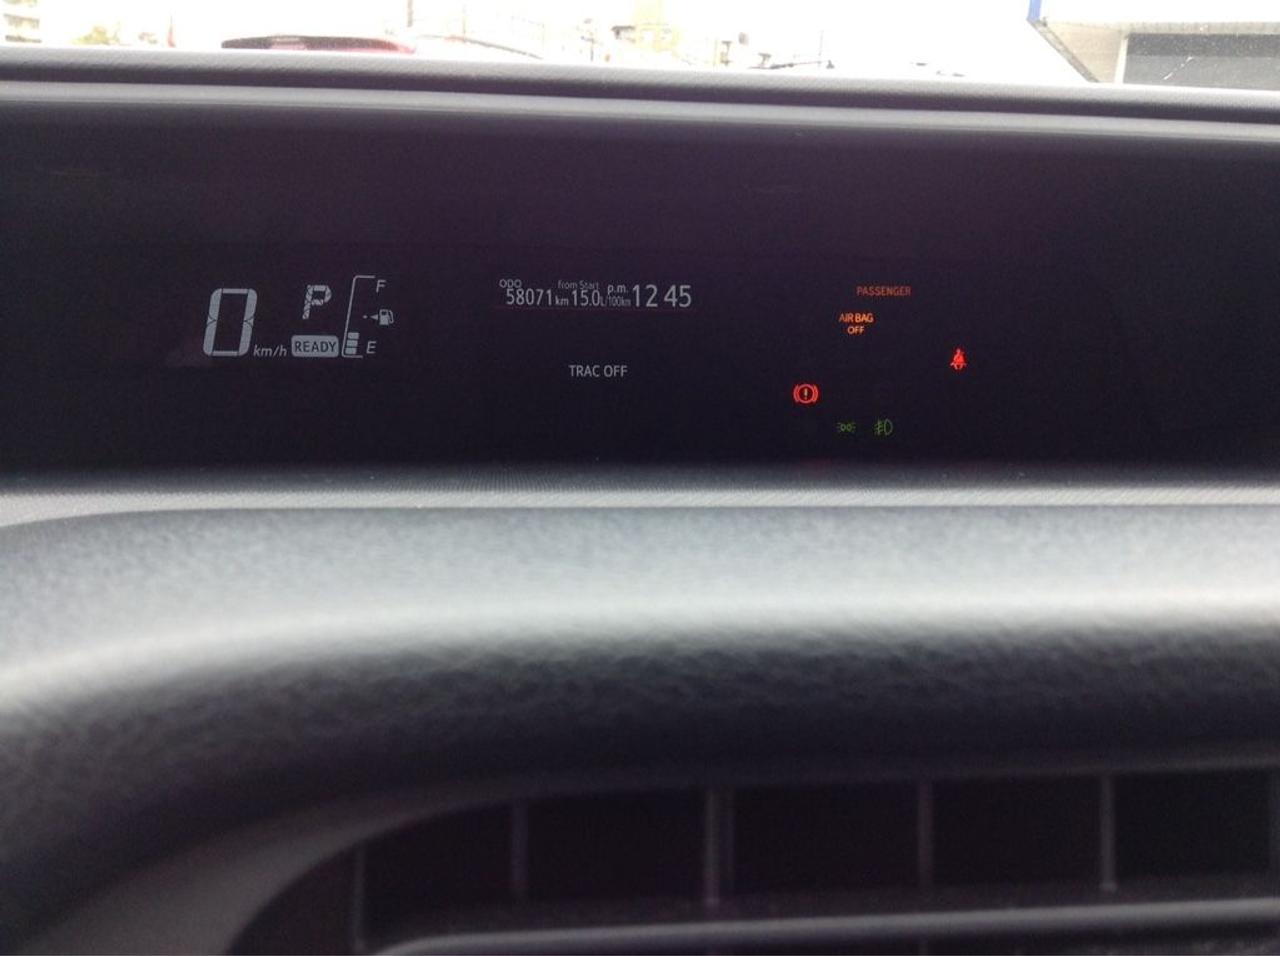 0 km/h P READY F E
ODO 58071 km from Start 15.0 L/100km p.m. 12 45
PASSENGER
AIR BAG
OFF
TRAC OFF